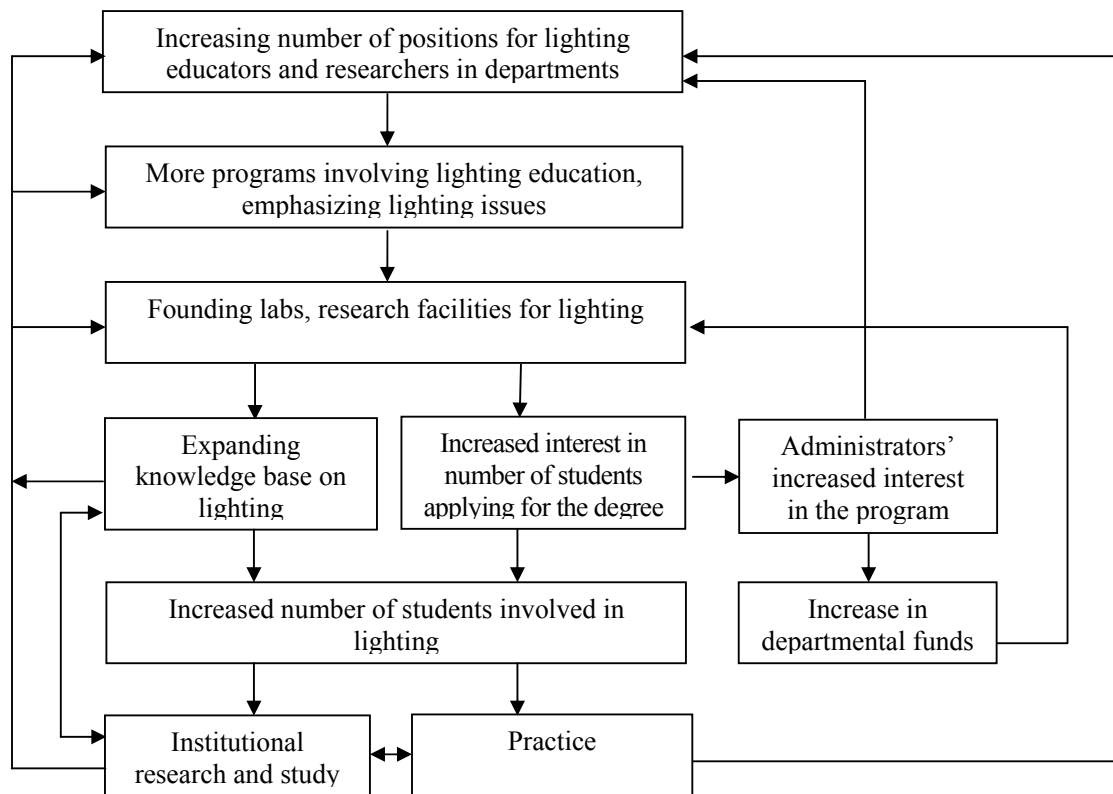 Increasing number of positions for lighting
educators and researchers in departments
More programs involving lighting education,
emphasizing lighting issues
Founding labs, research facilities for lighting
Expanding
knowledge base on
lighting
Increased interest in
number of students
applying for the degree
Administrators’
increased interest
in the program
Increased number of students involved in
lighting
Increase in
departmental funds
Institutional
research and study
Practice